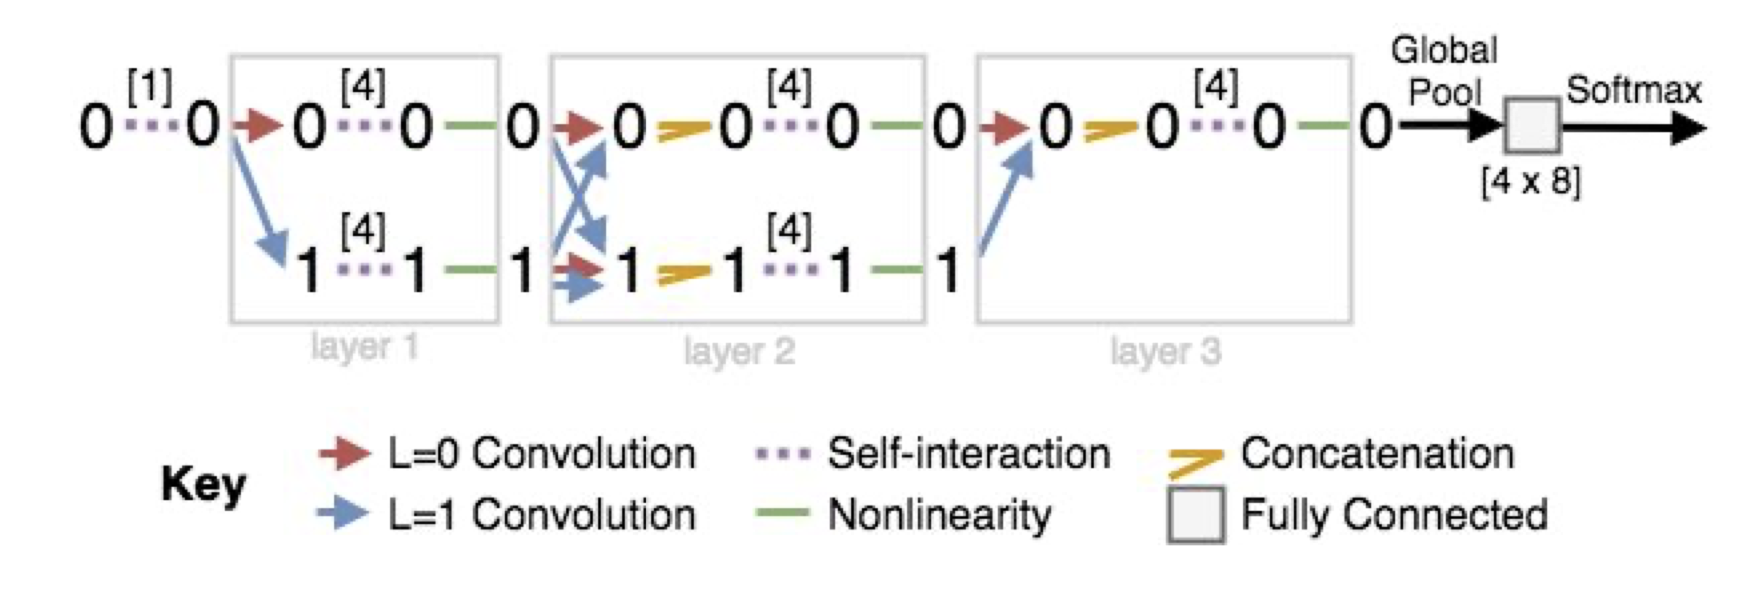 Global
[1] [4] [4] [4] Pool Softmax
0 0 0 0 0 0 0 0 0 0 0 0 0
[4 x 8]
[4] [4]
1 1 1 1 1 1 1
layer 1 layer 2 layer 3
Key
L=0 Convolution Self-interaction Concatenation
L=1 Convolution Nonlinearity Fully Connected